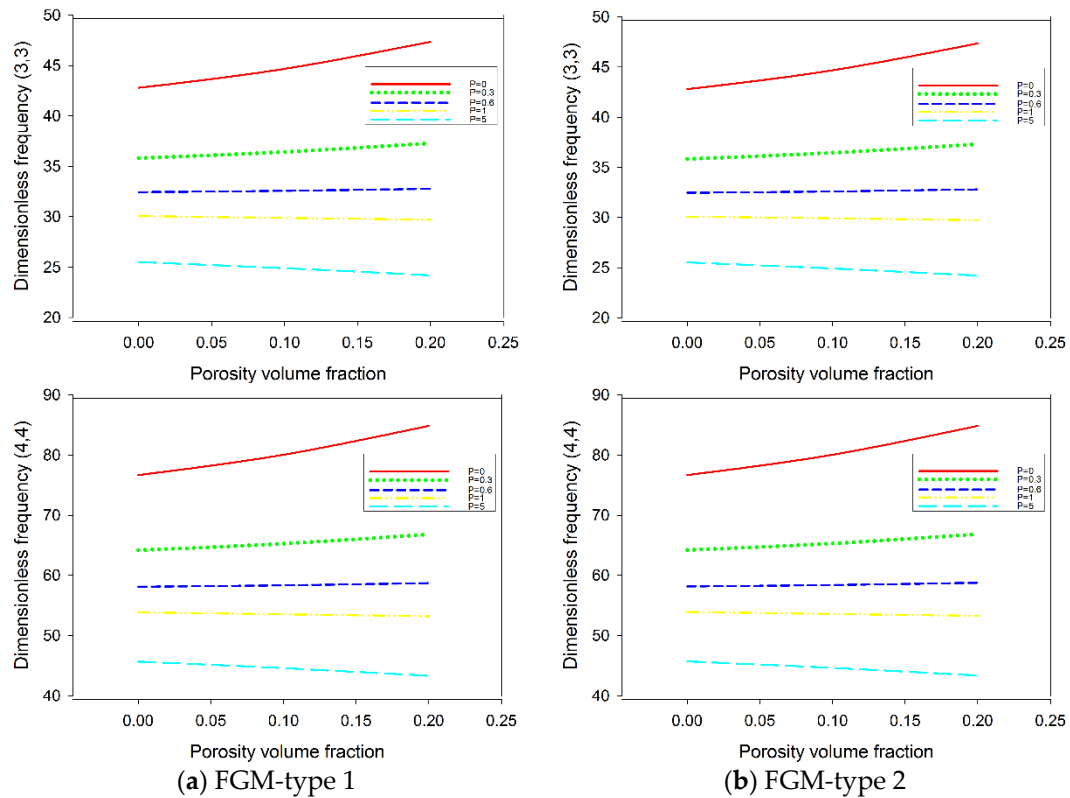 Dimensionless frequency (3,3)
50
45
40
35
30
25
20
P=0
P=0.3
P=0.6
P=1
P=5
0.00 0.05 0.10 0.15 0.20 0.25
Porosity volume fraction
Dimensionless frequency (3,3)
50
45
40
35
30
25
20
P=0
P=0.3
P=0.6
P=1
P=5
0.00 0.05 0.10 0.15 0.20 0.25
Porosity volume fraction
Dimensionless frequency (4,4)
90
80
70
60
50
40
P=0
P=0.3
P=0.6
P=1
P=5
0.00 0.05 0.10 0.15 0.20 0.25
Porosity volume fraction
(a) FGM-type 1
Dimensionless frequency (4,4)
90
80
70
60
50
40
P=0
P=0.3
P=0.6
P=1
P=5
0.00 0.05 0.10 0.15 0.20 0.25
Porosity volume fraction
(b) FGM-type 2